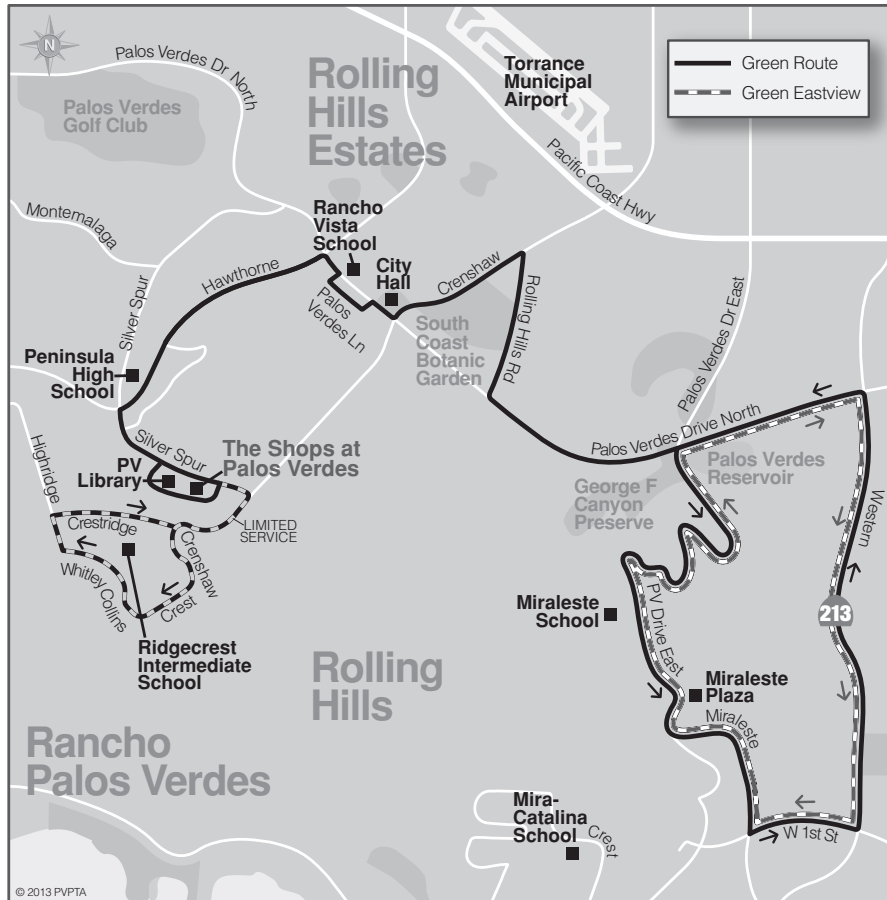 N
Palos Verdes Dr North
Palos Verdes
Golf Club
Rolling
Hills
Estates
Torrance
Municipal
Airport
Green Route
Green Eastview
Pacific Coast Hwy
Montemalaga
Rancho
Vista
School
City
Hall
Hawthorne
Crenshaw
Silver Spur
Palos
Verdes Ln
Rolling Hills Rd
South
Coast
Botanic
Garden
Palos Verdes Dr East
Peninsula
High
School
Silver Spur
The Shops at
Palos Verdes
PV
Library
Highridge
Palos Verdes Drive North
Palos Verdes
Reservoir
George F
Canyon
Preserve
Western
LIMITED
SERVICE
Crestridge
Crenshaw
Whitley Collins
Crest
Ridgecrest
Intermediate
School
Miraleste
School
PV Drive East
213
Rolling
Hills
Miraleste
Plaza
Miraleste
Rancho
Palos Verdes
Mira-
Catalina
School
Crest
W 1st St
© 2013 PVPTA